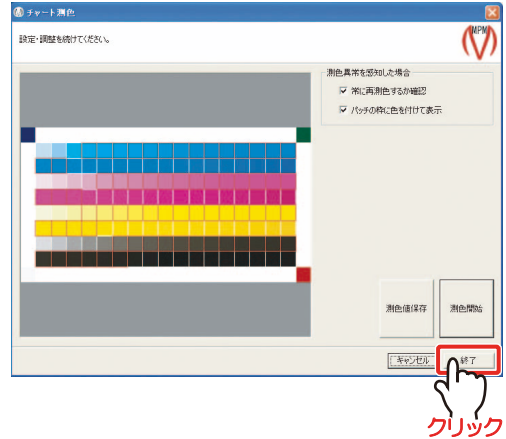 チャート測色
設定・調整を続けてください。
MPM
測色異常を感知した場合
常に再測色するか確認
パッチの枠に色を付けて表示
測色値保存
測色開始
キャンセル
終了
クリック